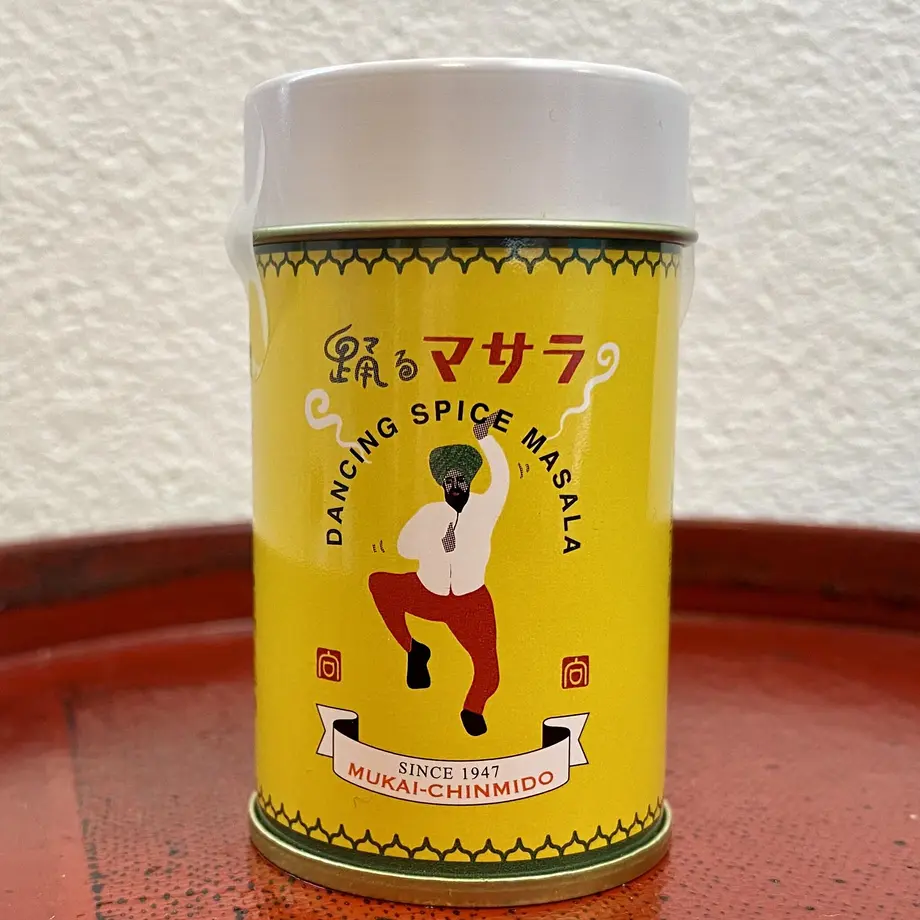 踊るマサラ
DANCING SPICE MASALA
向
向
SINCE 1947
MUKAI-CHINMIDO